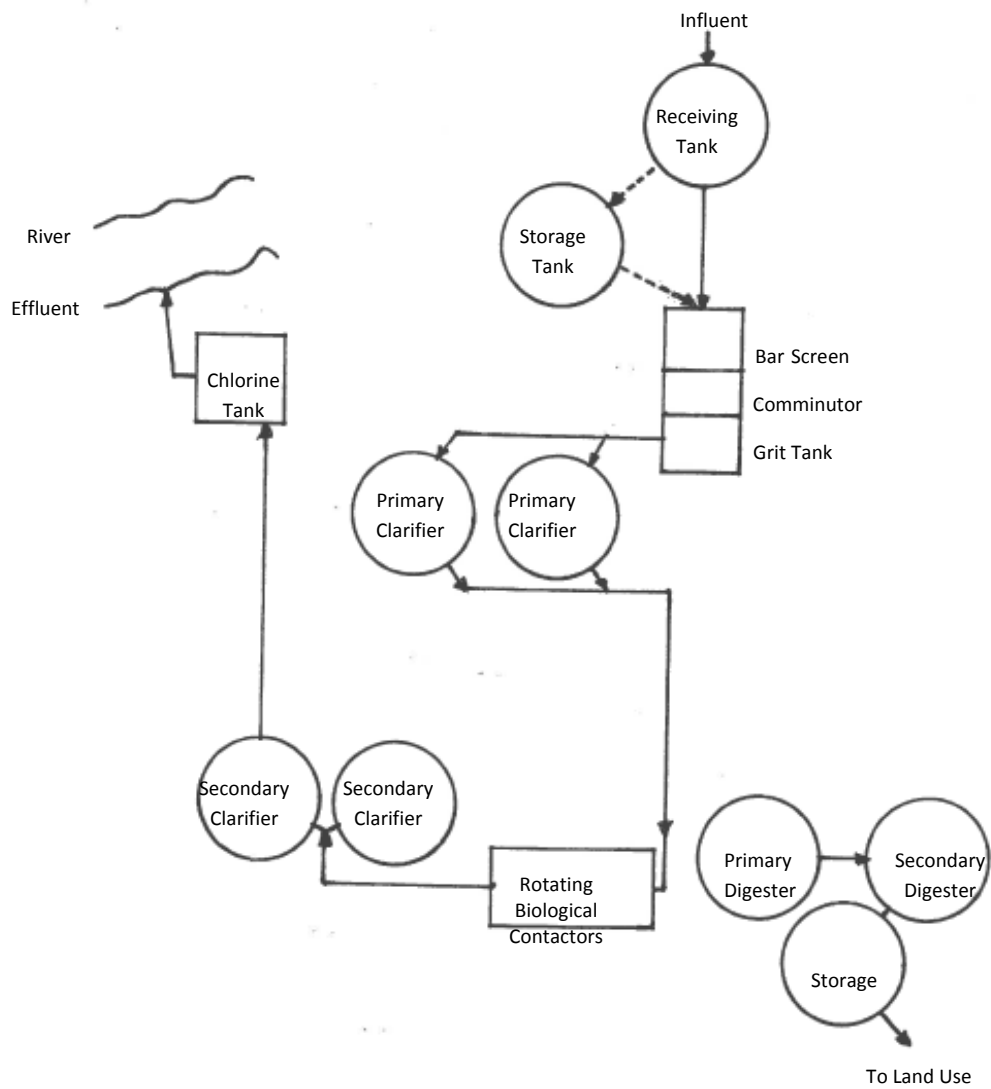 Influent
Receiving
Tank
Storage
Tank
River
Effluent
Chlorine
Tank
Bar Screen
Comminutor
Grit Tank
Primary
Clarifier
Primary
Clarifier
Secondary
Clarifier
Secondary
Clarifier
Rotating
Biological
Contactors
Primary
Digester
Secondary
Digester
Storage
To Land Use